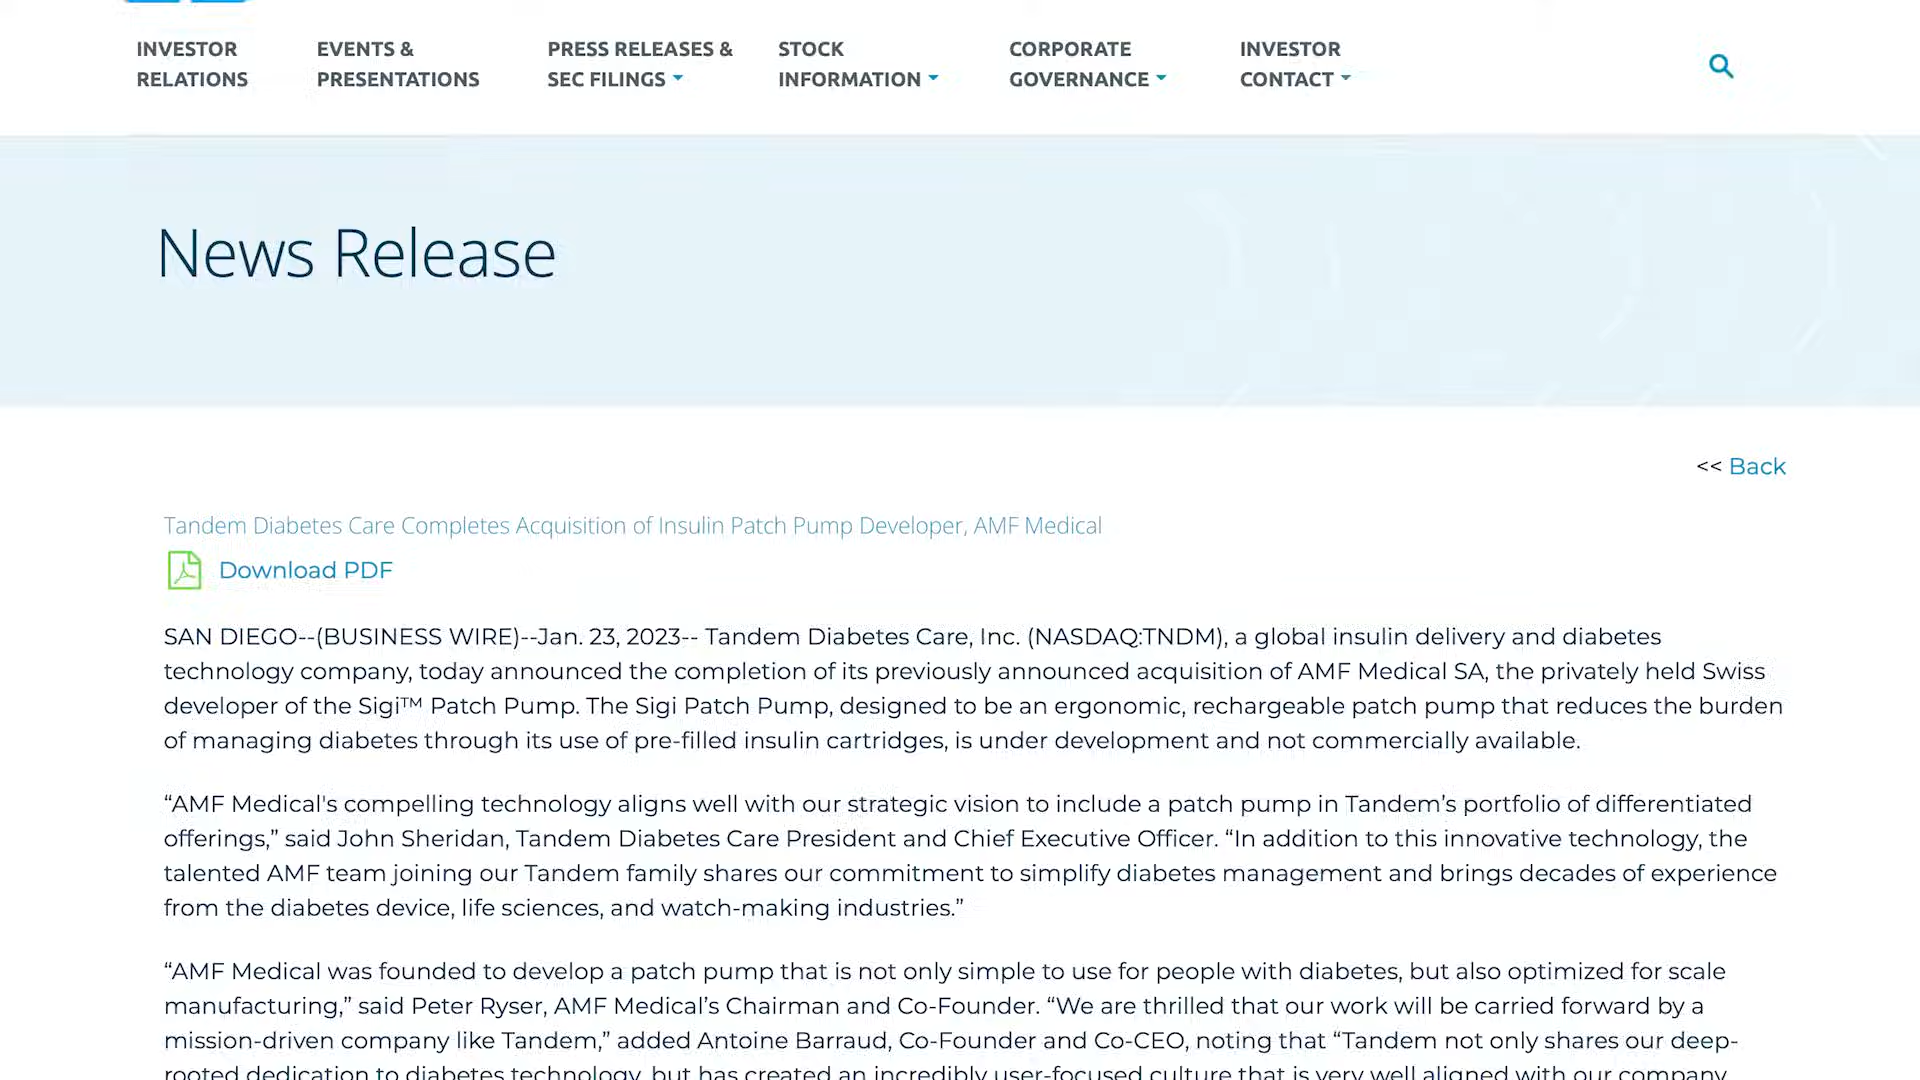 INVESTOR RELATIONS
EVENTS & PRESENTATIONS
PRESS RELEASES & SEC FILINGS
STOCK INFORMATION
CORPORATE GOVERNANCE
INVESTOR CONTACT
News Release
<< Back
Tandem Diabetes Care Completes Acquisition of Insulin Patch Pump Developer, AMF Medical
Download PDF
SAN DIEGO--(BUSINESS WIRE)--Jan. 23, 2023-- Tandem Diabetes Care, Inc. (NASDAQ:TNDM), a global insulin delivery and diabetes
technology company, today announced the completion of its previously announced acquisition of AMF Medical SA, the privately held Swiss
developer of the Sigi™ Patch Pump. The Sigi Patch Pump, designed to be an ergonomic, rechargeable patch pump that reduces the burden
of managing diabetes through its use of pre-filled insulin cartridges, is under development and not commercially available.
“AMF Medical's compelling technology aligns well with our strategic vision to include a patch pump in Tandem’s portfolio of differentiated
offerings,” said John Sheridan, Tandem Diabetes Care President and Chief Executive Officer. “In addition to this innovative technology, the
talented AMF team joining our Tandem family shares our commitment to simplify diabetes management and brings decades of experience
from the diabetes device, life sciences, and watch-making industries.”
“AMF Medical was founded to develop a patch pump that is not only simple to use for people with diabetes, but also optimized for scale
manufacturing,” said Peter Ryser, AMF Medical’s Chairman and Co-Founder. “We are thrilled that our work will be carried forward by a
mission-driven company like Tandem,” added Antoine Barraud, Co-Founder and Co-CEO, noting that “Tandem not only shares our deep-
rooted dedication to diabetes technology, but has created an incredibly user-focused culture that is very well aligned with our company